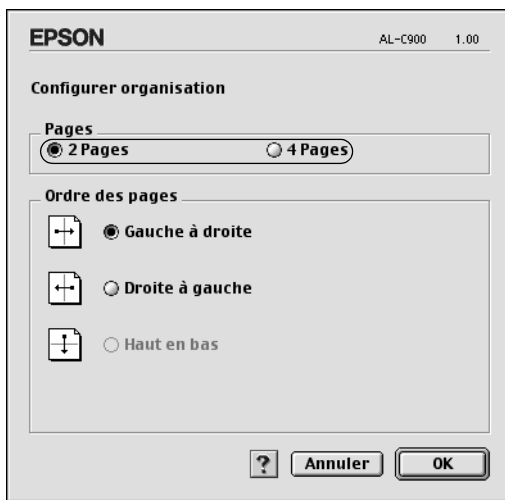 EPSON AL-C900 1.00
Configurer organisation
Pages
2 Pages 4 Pages
Ordre des pages
Gauche à droite
Droite à gauche
Haut en bas
? Annuler OK